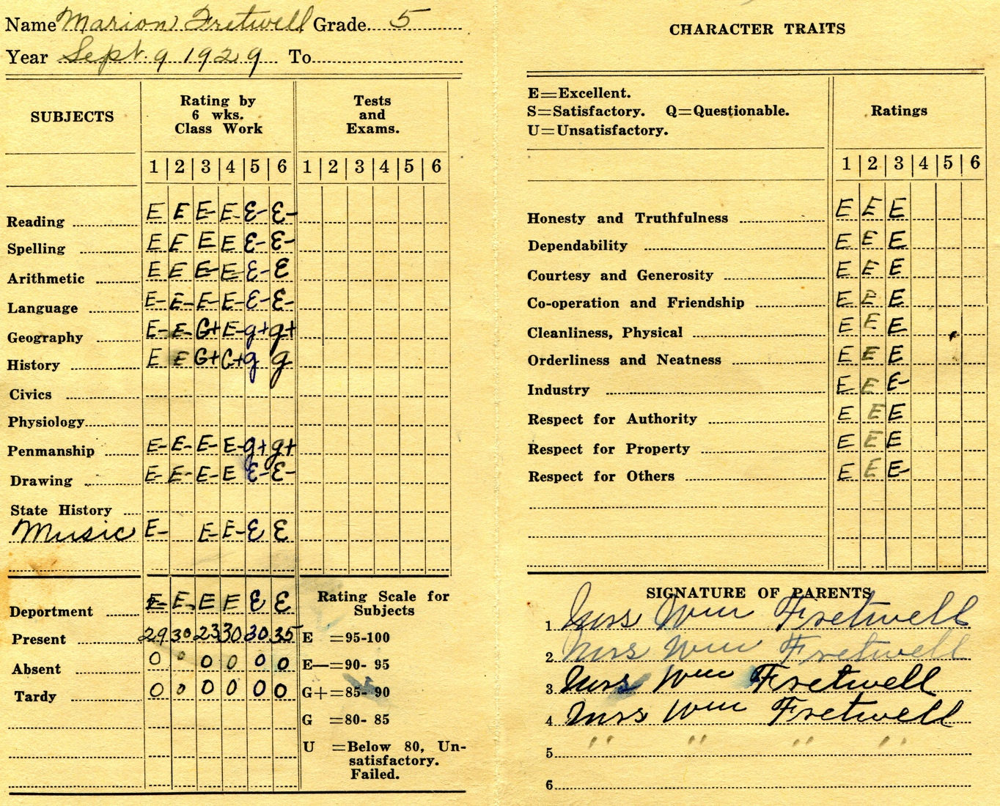 Name Marion Fretwell Grade 5
Year Sept. 9 1929 To
SUBJECTS
Rating by
6 wks.
Class Work
Tests
and
Exams.
1 2 3 4 5 6 1 2 3 4 5 6
Reading E E E- E- E- E-
Spelling E E E E E- E-
Arithmetic E E E- E- E- E
Language E- E- E- E- E- E-
Geography E- E- G+ E- g+ g+
History E E G+ G+ g g
Civics
Physiology
Penmanship E- E- E- E- g+ g+
Drawing E- E- E- E E- E-
State History
Music E- E- E- E E
Deportment E- E- E E E E
Present 29 30 23 30 30 35
Absent 0 0 0 0 0 0
Tardy 0 0 0 0 0 0
Rating Scale for
Subjects
E =95-100
E—=90- 95
G+=85- 90
G =80- 85
U =Below 80, Un-
satisfactory.
Failed.
CHARACTER TRAITS
E=Excellent.
S=Satisfactory. Q=Questionable.
U=Unsatisfactory.
Ratings
1 2 3 4 5 6
Honesty and Truthfulness E E E
Dependability E E E
Courtesy and Generosity E E E
Co-operation and Friendship E E E
Cleanliness, Physical E E E
Orderliness and Neatness E E E
Industry E E E-
Respect for Authority E E E
Respect for Property E E E
Respect for Others E E E-
SIGNATURE OF PARENTS
1 Mrs Wm Fretwell
2 Mrs Wm Fretwell
3 Mrs Wm Fretwell
4 Mrs Wm Fretwell
5 " " " "
6